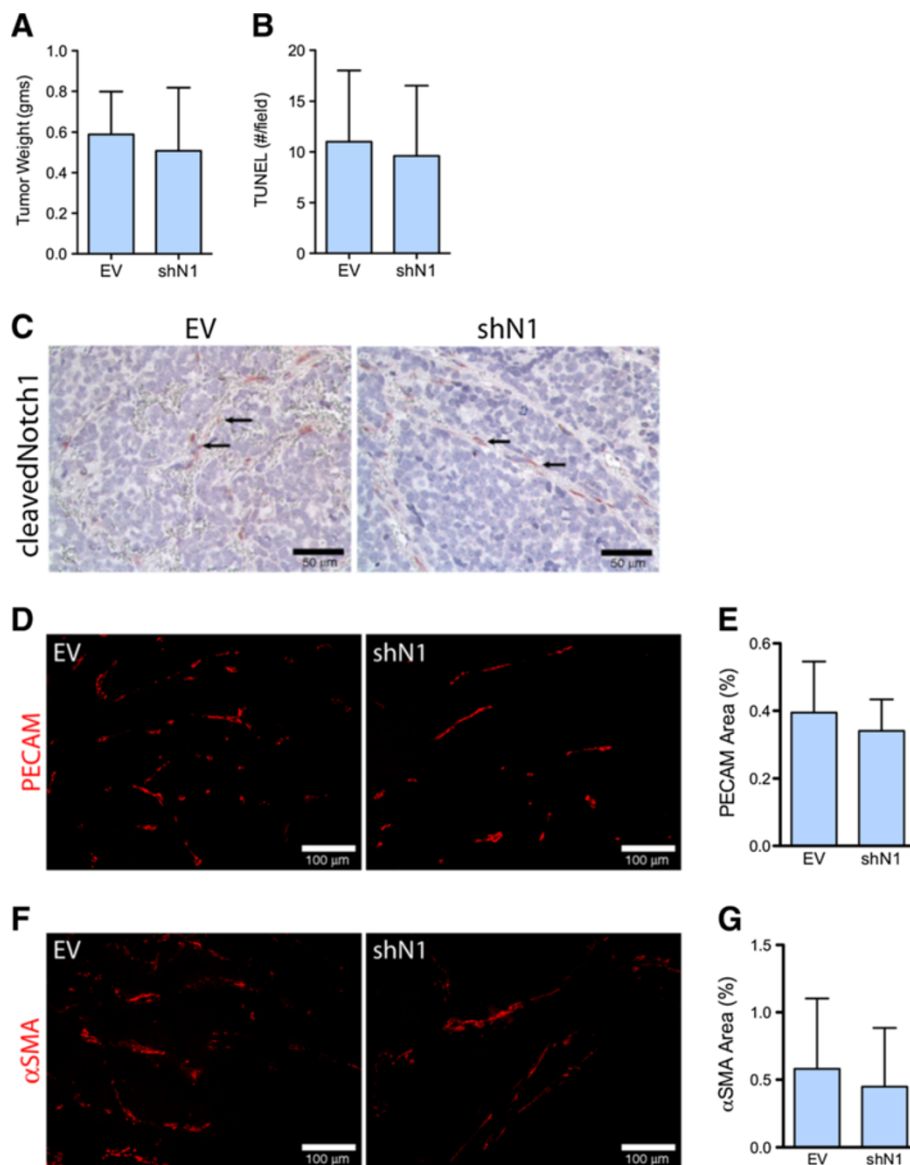 A
Tumor Weight (gms)
1.0
0.8
0.6
0.4
0.2
0.0
EV shN1
B
TUNEL (#/field)
20
15
10
5
0
EV shN1
C
EV shN1
cleavedNotch1
50 µm
50 µm
D
PECAM
EV
100 µm
shN1
100 µm
E
PECAM Area (%)
0.6
0.4
0.2
0.0
EV shN1
F
αSMA
EV
100 µm
shN1
100 µm
G
αSMA Area (%)
1.5
1.0
0.5
0.0
EV shN1